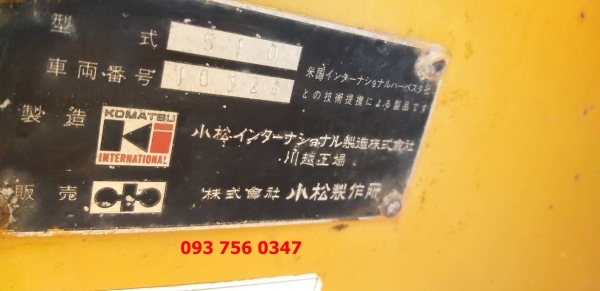 型式 510
車両番号 10824
米国インターナショナルハーベスタ社
との技術提携による製品です
製造 KOMATSU
INTERNATIONAL
小松インターナショナル製造株式会社
川越工場
販売 株式會社 小松製作所
093 756 0347